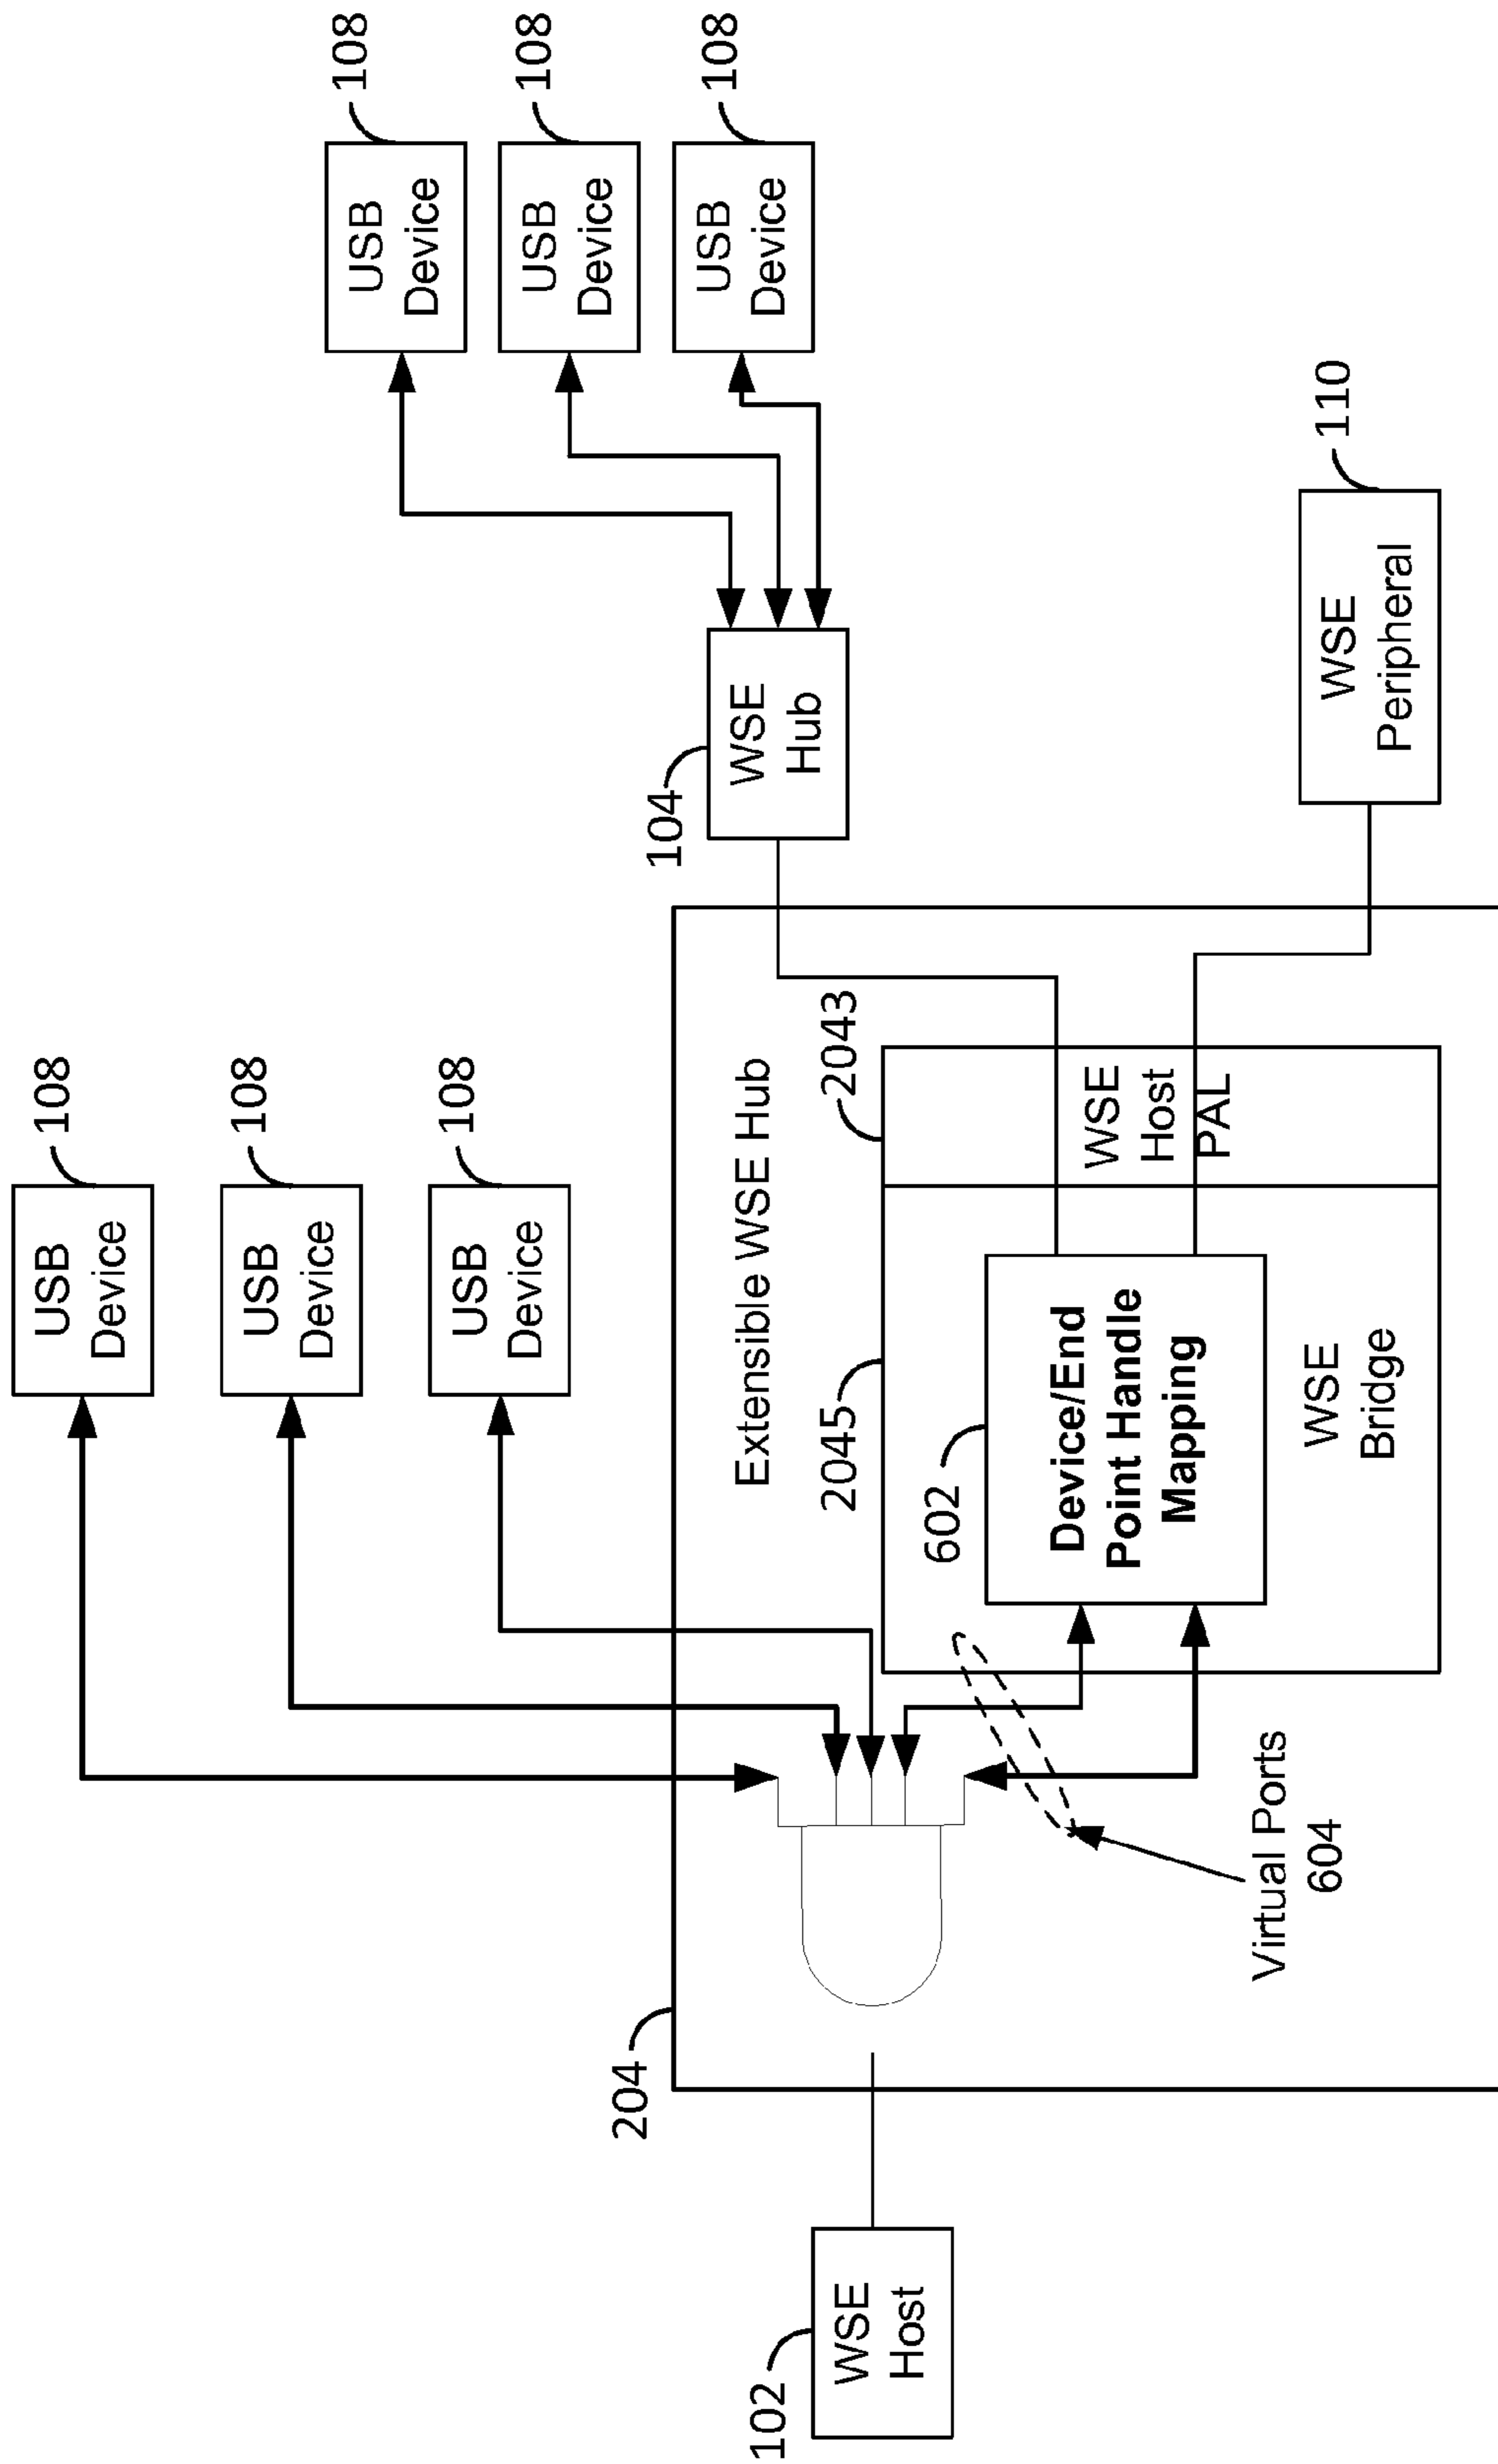 108
USB
Device
108
USB
Device
108
USB
Device
108
USB
Device
108
USB
Device
108
USB
Device
104
WSE
Hub
WSE
Peripheral
110
204
Extensible WSE Hub
2045
2043
602
Device/End
Point Handle
Mapping
WSE
Host
PAL
WSE
Bridge
Virtual Ports
604
102
WSE
Host